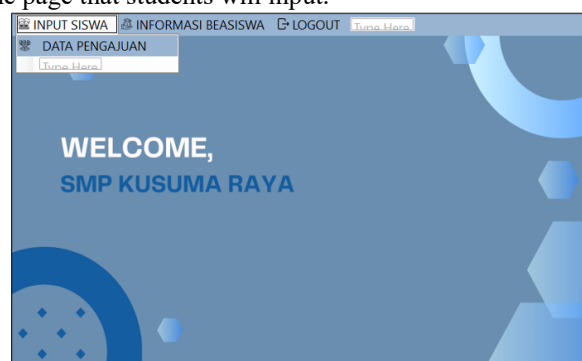 e page that students will input.
INPUT SISWA INFORMASI BEASISWA LOGOUT Type Here
DATA PENGAJUAN
Type Here
WELCOME,
SMP KUSUMA RAYA